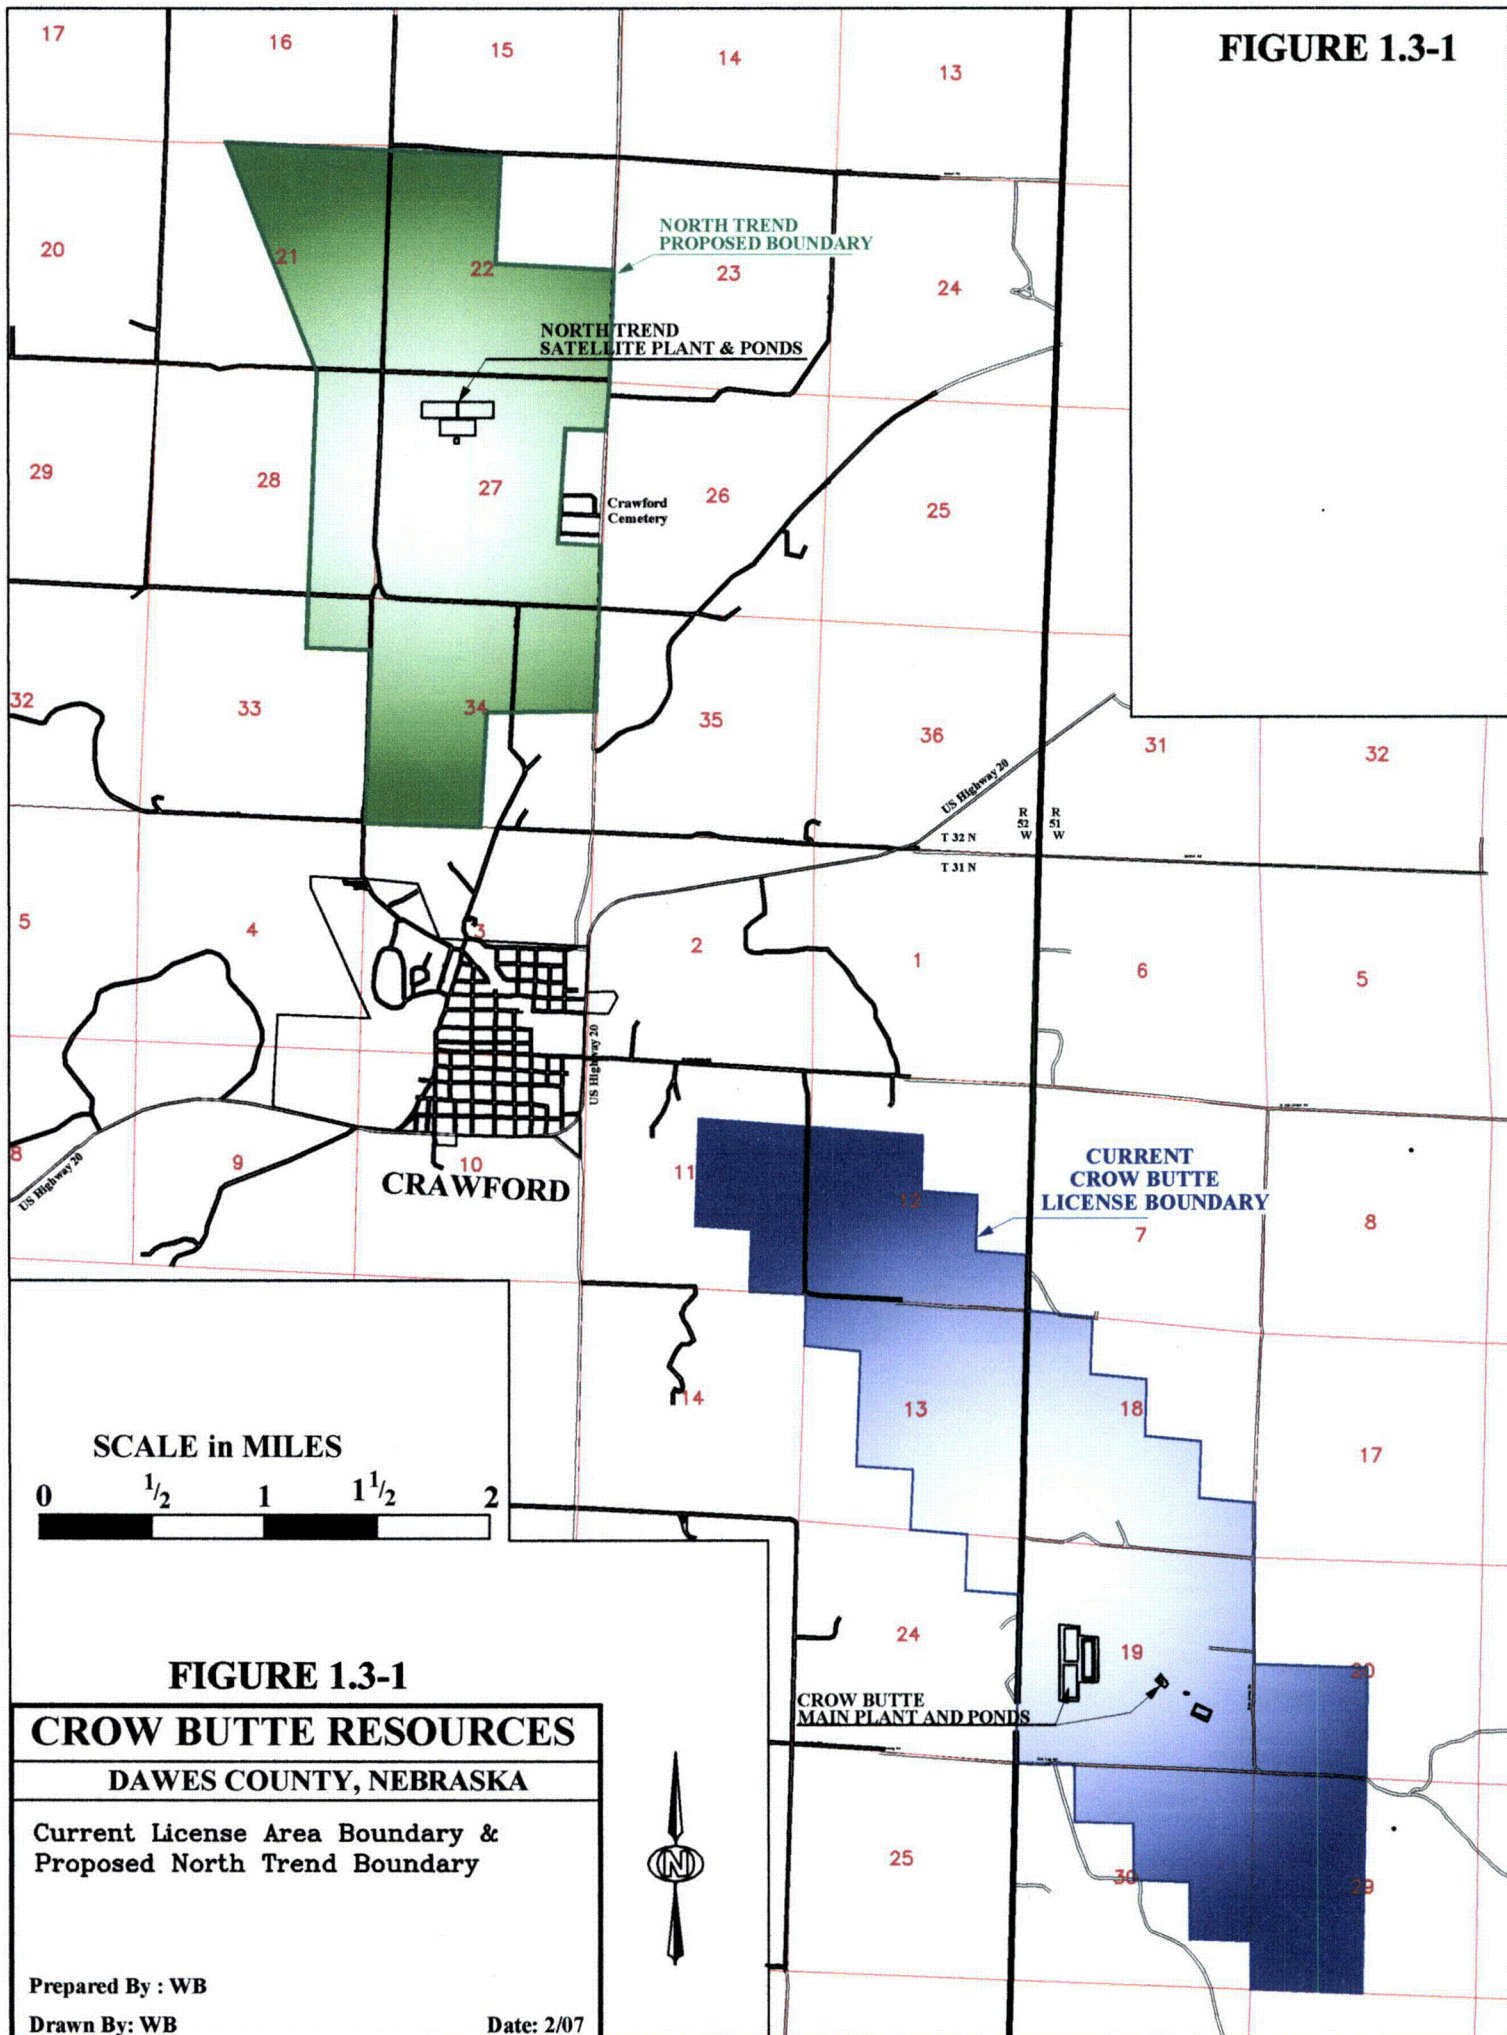 FIGURE 1.3-1
17
16
15
14
13
NORTH TREND
PROPOSED BOUNDARY
20
21
22
23
24
NORTH TREND
SATELLITE PLANT & PONDS
29
28
27
26
25
Crawford
Cemetery
32
33
34
35
36
31
32
US Highway 20
R
52
W
R
51
W
T 32 N
T 31 N
5
4
3
2
1
6
5
US Highway 20
8
9
10
11
12
7
8
US Highway 20
CRAWFORD
CURRENT
CROW BUTTE
LICENSE BOUNDARY
14
13
18
17
SCALE in MILES
0 1/2 1 1 1/2 2
24
19
20
CROW BUTTE
MAIN PLANT AND PONDS
25
30
29
N
FIGURE 1.3-1
CROW BUTTE RESOURCES
DAWES COUNTY, NEBRASKA
Current License Area Boundary &
Proposed North Trend Boundary
Prepared By : WB
Drawn By: WB Date: 2/07